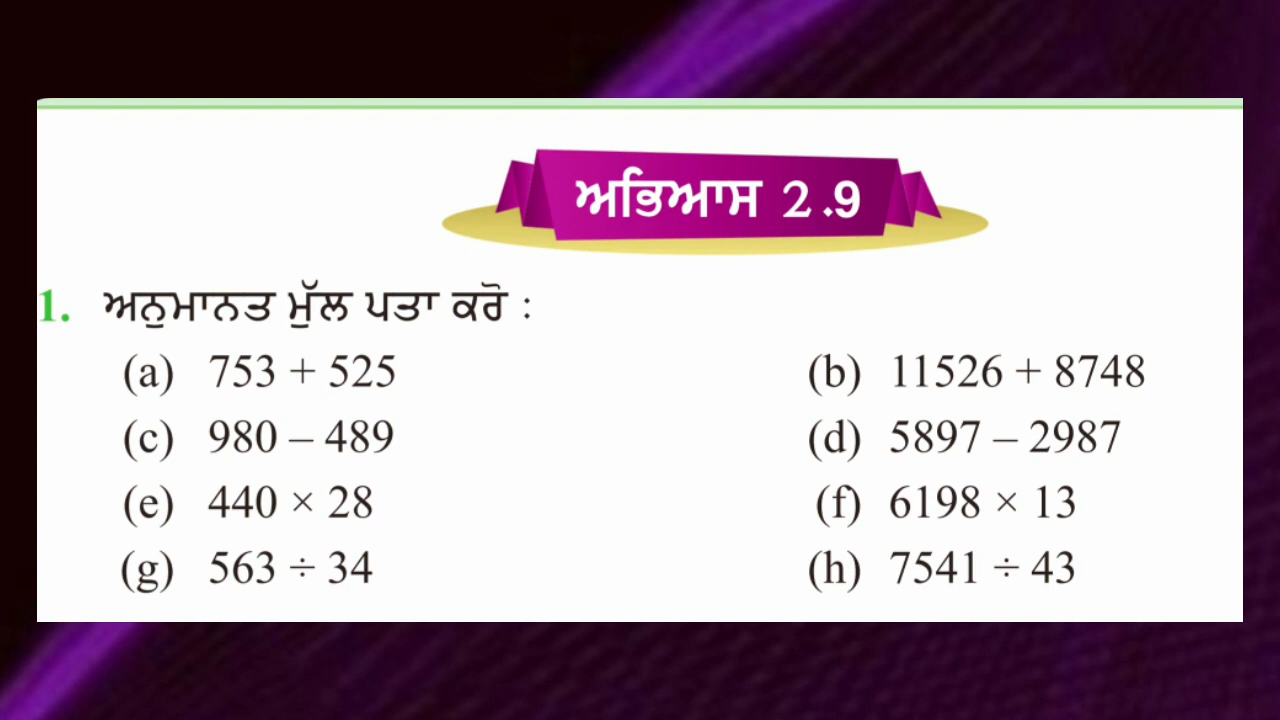 ਅਭਿਆਸ 2.9
1. ਅਨੁਮਾਨਤ ਮੁੱਲ ਪਤਾ ਕਰੋ :
(a) 753 + 525 (b) 11526 + 8748
(c) 980 – 489 (d) 5897 – 2987
(e) 440 × 28 (f) 6198 × 13
(g) 563 ÷ 34 (h) 7541 ÷ 43